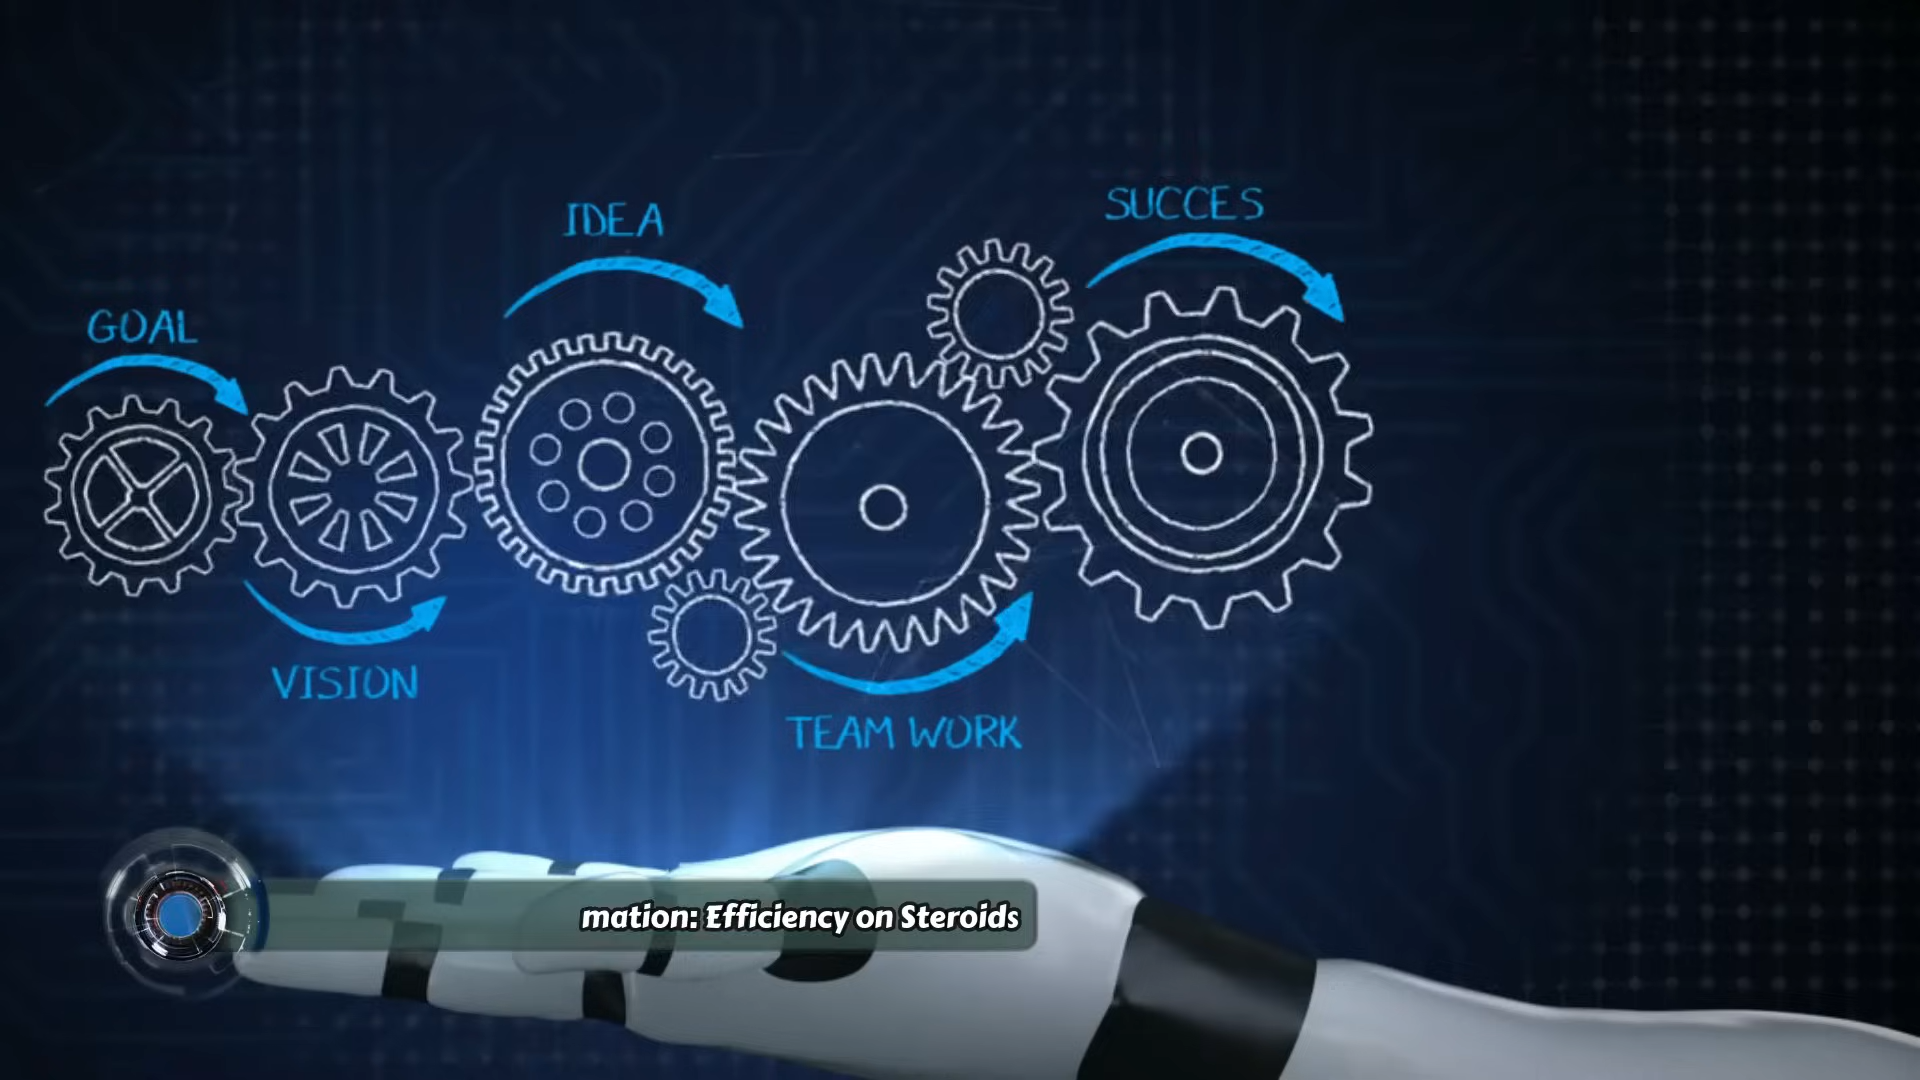 GOAL
IDEA
SUCCES
VISION
TEAM WORK
mation: Efficiency on Steroids